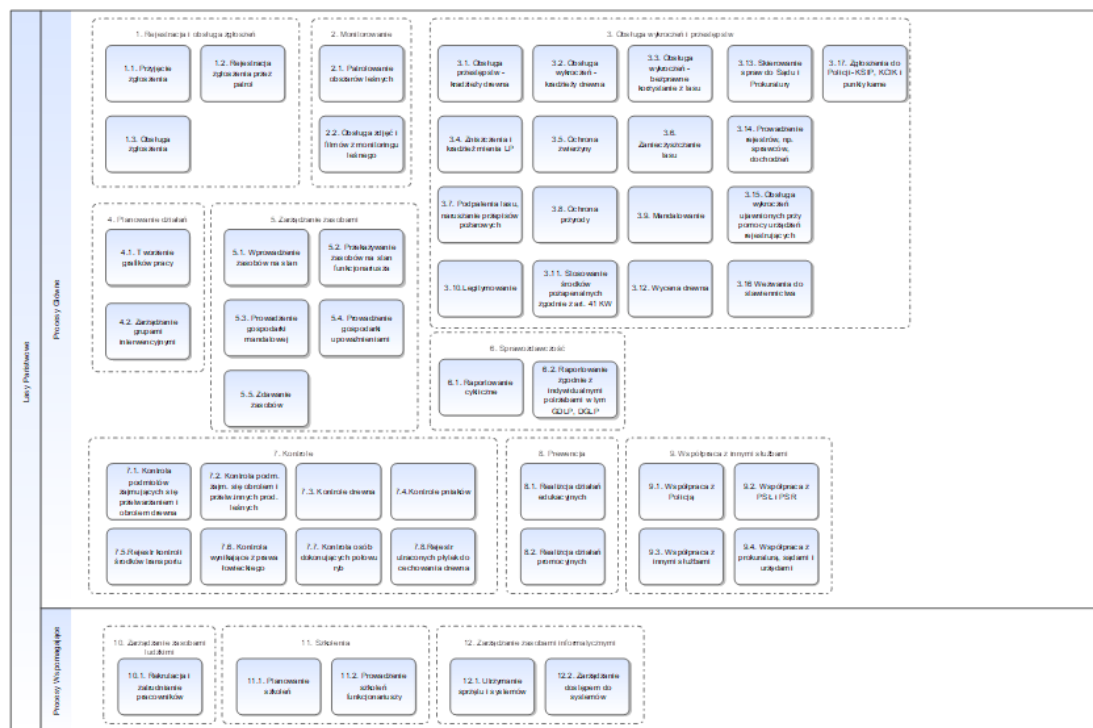 Lasy Państwowe
Procesy Główne
1. Rejestracja i obsługa zgłoszeń
1.1. Przyjęcie
zgłoszenia
1.2. Rejestracja
zgłoszenia przez
patrol
1.3. Obsługa
zgłoszenia
2. Monitorowanie
2.1. Patrolowanie
obszarów leśnych
2.2. Obsługa zdjęć i
filmów z monitoringu
leśnego
3. Obsługa wykroczeń i przestępstw
3.1. Obsługa
przestępstw -
kradzieży drewna
3.2. Obsługa
wykroczeń -
kradzieży drewna
3.3. Obsługa
wykroczeń -
bezprawne
korzystanie z lasu
3.13. Skierowanie
spraw do Sądu i
Prokuratury
3.17. Zgłoszenia do
Policji - KSIP, KCIK i
punkty karne
3.4. Zniszczenia i
kradzież mienia LP
3.5. Ochrona
zwierzyny
3.6.
Zanieczyszczanie
lasu
3.14. Prowadzenie
rejestrów, np.
sprawców,
dochodzeń
3.7. Podpalenia lasu,
naruszanie przepisów
pożarowych
3.8. Ochrona
przyrody
3.9. Mandatowanie
3.15. Obsługa
wykroczeń
ujawnionych przy
pomocy urządzeń
rejestrujących
3.10.Legitymowanie
3.11. Stosowanie
środków
pozapenalnych
zgodnie z art. 41 KW
3.12. Wycena drewna
3.16 Wezwania do
stawiennictwa
4. Planowanie działań
4.1. Tworzenie
grafików pracy
4.2. Zarządzanie
grupami
interwencyjnymi
5. Zarządzanie zasobami
5.1. Wprowadzenie
zasobów na stan
5.2. Przekazywanie
zasobów na stan
funkcjonariusza
5.3. Prowadzenie
gospodarki
mandatowej
5.4. Prowadzenie
gospodarki
upoważnieniami
5.5. Zdawanie
zasobów
6. Sprawozdawczość
6.1. Raportowanie
cykliczne
6.2. Raportowanie
zgodnie z
indywidualnymi
potrzebami w tym
GDLP, DGLP
7. Kontrole
7.1. Kontrola
podmiotów
zajmujących się
przetwarzaniem i
obrotem drewna
7.2. Kontrola podm.
zajm. się obrotem i
przetw. innych prod.
leśnych
7.3. Kontrole drewna
7.4.Kontrole pniaków
7.5.Rejestr kontroli
środków transportu
7.6. Kontrola
wynikające z prawa
łowieckiego
7.7. Kontrola osób
dokonujących połowu
ryb
7.8.Rejestr
utraconych płytek do
cechowania drewna
8. Prewencja
8.1. Realizcja działań
edukacyjnych
8.2. Realizcja działań
promocyjnych
9. Współpraca z innymi służbami
9.1. Współpraca z
Policją
9.2. Współpraca z
PSŁ i PSR
9.3. Współpraca z
innymi służbami
9.4. Współpraca z
prokuraturą, sądami i
urzędami
Procesy Wspomagające
10. Zarządzanie zasobami
ludzkimi
10.1. Rekrutacja i
zatrudnianie
pracowników
11. Szkolenia
11.1. Planowanie
szkoleń
11.2. Prowadzenie
szkoleń
funkcjonariuszy
12. Zarządzanie zasobami informatycznymi
12.1. Utrzymanie
sprzętu i systemów
12.2. Zarządzanie
dostępem do
systemów